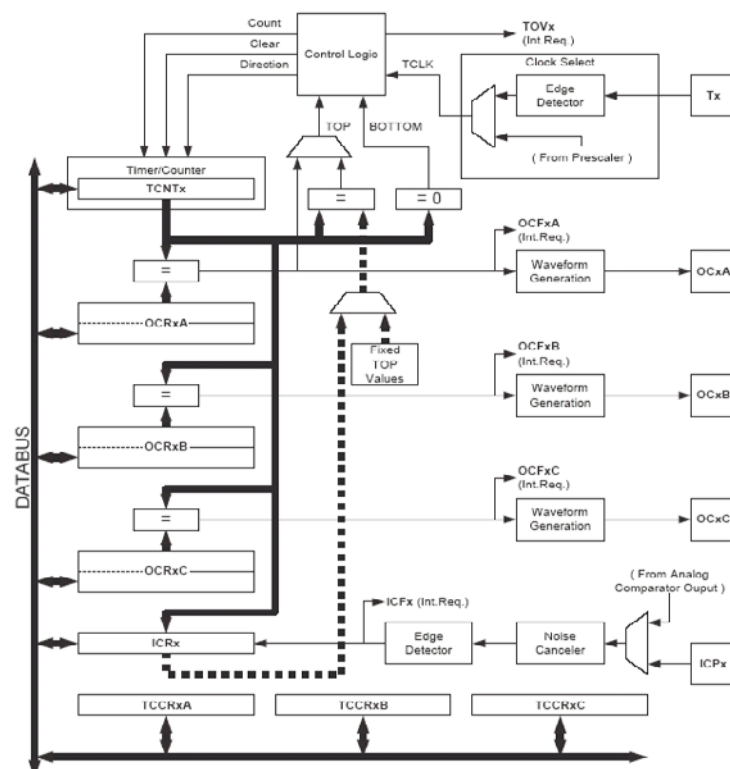 Count
Clear
Direction
Control Logic
TOVx
(Int.Req.)
TCLK
Clock Select
Edge
Detector
Tx
( From Prescaler )
TOP
BOTTOM
Timer/Counter
TCNTx
=
= 0
=
OCRxA
OCFxA
(Int.Req.)
Waveform
Generation
OCxA
Fixed
TOP
Values
=
OCRxB
OCFxB
(Int.Req.)
Waveform
Generation
OCxB
=
OCRxC
OCFxC
(Int.Req.)
Waveform
Generation
OCxC
DATABUS
( From Analog
Comparator Ouput )
ICFx (Int.Req.)
ICRx
Edge
Detector
Noise
Canceler
ICPx
TCCRxA
TCCRxB
TCCRxC